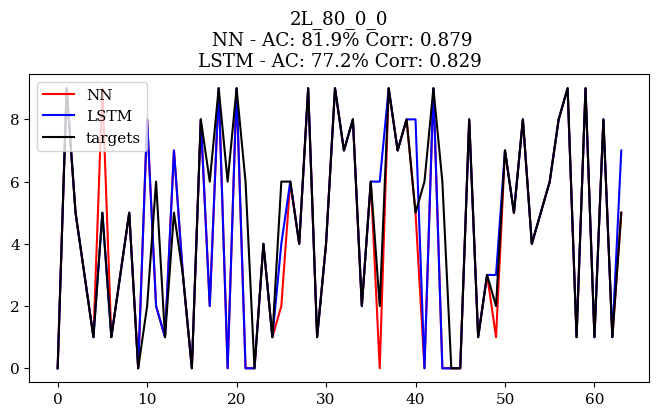 2L_80_0_0
NN - AC: 81.9% Corr: 0.879
LSTM - AC: 77.2% Corr: 0.829
NN
LSTM
targets
8
6
4
2
0
0 10 20 30 40 50 60